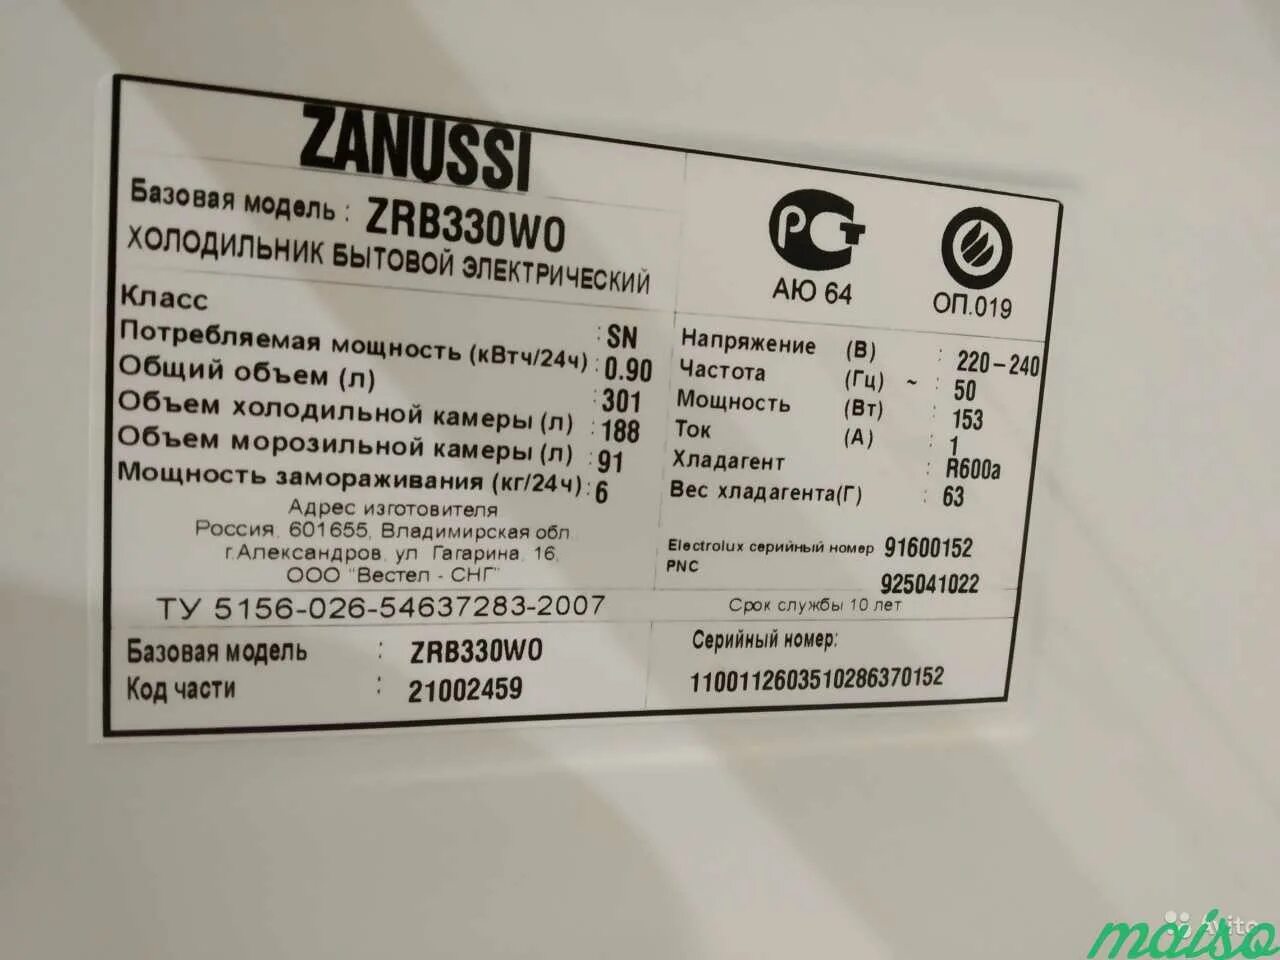 ZANUSSI
Базовая модель : ZRB330WO
ХОЛОДИЛЬНИК БЫТОВОЙ ЭЛЕКТРИЧЕСКИЙ
РСТ
АЮ 64
ОП.019
Класс : SN
Потребляемая мощность (кВтч/24ч) : 0.90
Общий объем (л) : 301
Объем холодильной камеры (л) : 188
Объем морозильной камеры (л) : 91
Мощность замораживания (кг/24ч) : 6
Адрес изготовителя
Россия, 601655, Владимирская обл
г.Александров, ул Гагарина, 16,
ООО "Вестел - СНГ"
Напряжение (В) : 220-240
Частота (Гц) ~ : 50
Мощность (Вт) : 153
Ток (А) : 1
Хладагент : R600a
Вес хладагента(Г) : 63
Electrolux серийный номер 91600152
PNC 925041022
ТУ 5156-026-54637283-2007
Срок службы 10 лет
Базовая модель : ZRB330WO
Код части : 21002459
Серийный номер:
1100112603510286370152
Avito
maiso